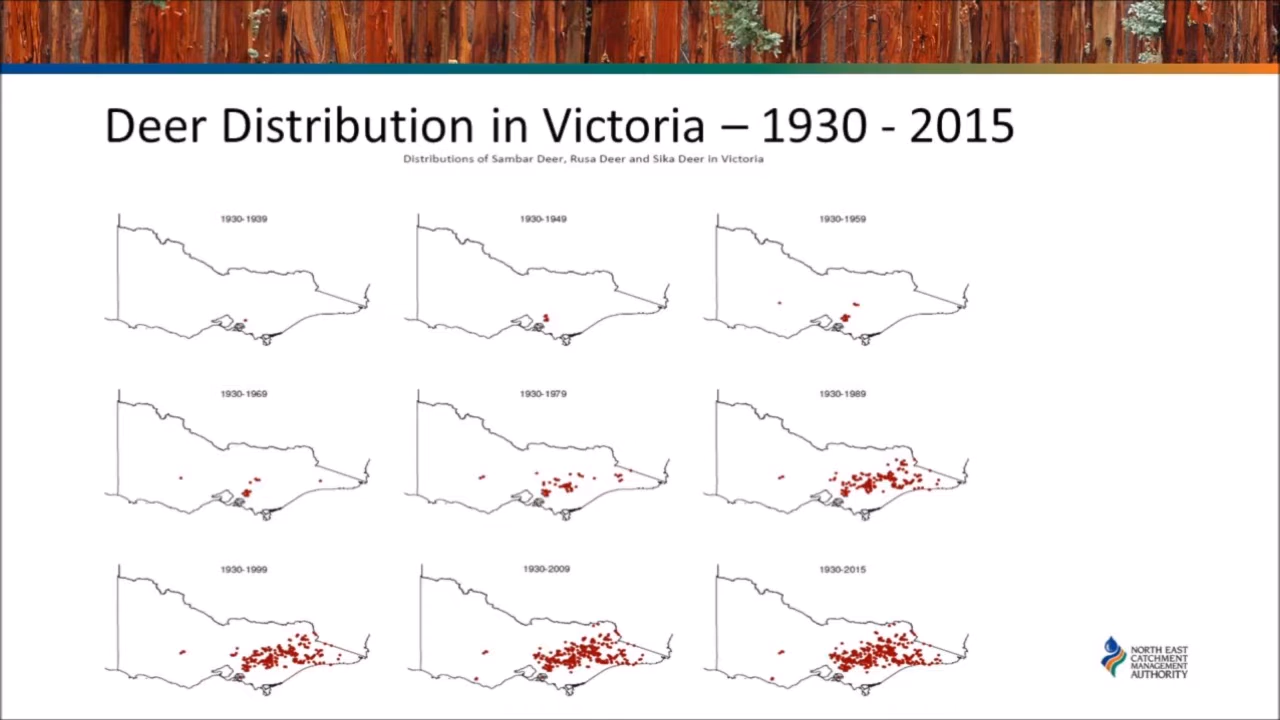 Deer Distribution in Victoria – 1930 - 2015
Distributions of Sambar Deer, Rusa Deer and Sika Deer in Victoria
1930-1939
1930-1949
1930-1959
1930-1969
1930-1979
1930-1989
1930-1999
1930-2009
1930-2015
NORTH EAST
CATCHMENT
MANAGEMENT
AUTHORITY